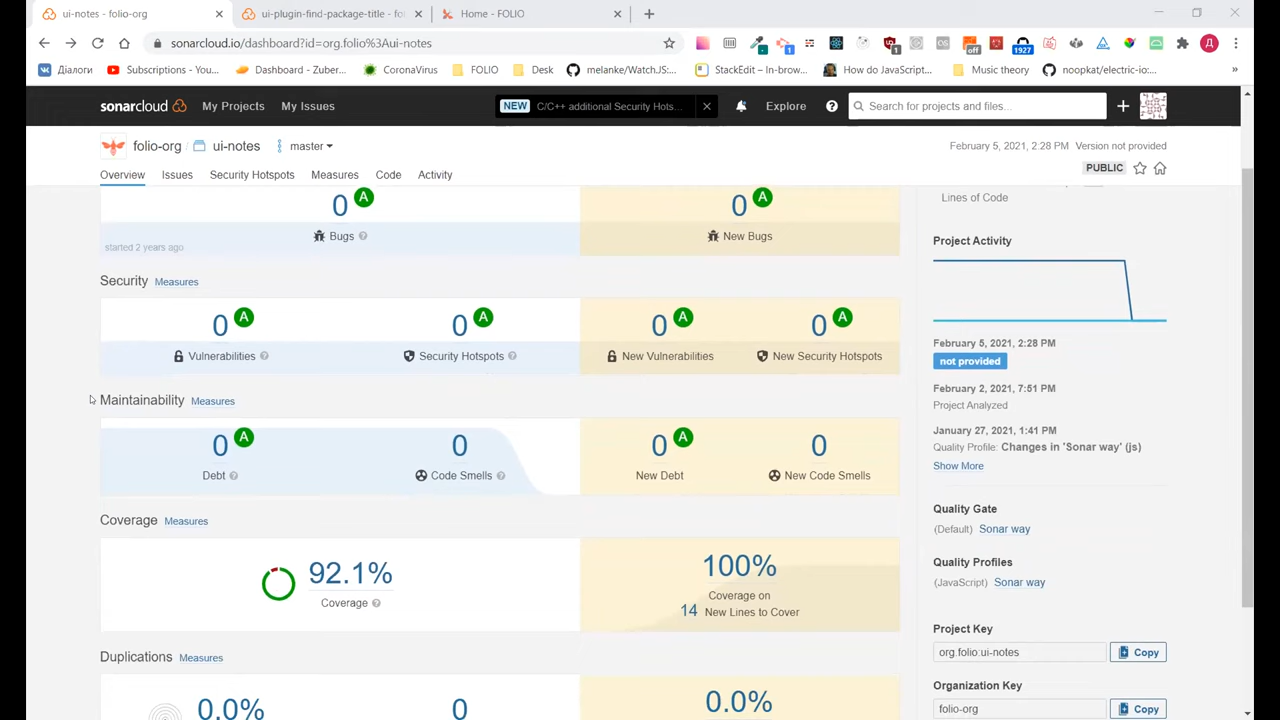 ui-notes - folio-org
ui-plugin-find-package-title - fo
Home - FOLIO
sonarcloud.io/dashboard?id=org.folio%3Aui-notes
1
off
1
1927
Д
Діалоги
Subscriptions - You...
Dashboard - Zuber...
CoronaVirus
FOLIO
Desk
melanke/Watch.JS:...
StackEdit – In-brow...
How do JavaScript...
Music theory
noopkat/electric-io:...
»
sonarcloud
My Projects
My Issues
NEW C/C++ additional Security Hots...
Explore
Search for projects and files...
folio-org / ui-notes master
February 5, 2021, 2:28 PM Version not provided
Overview
Issues
Security Hotspots
Measures
Code
Activity
PUBLIC
0 A
Bugs
started 2 years ago
0 A
New Bugs
Security Measures
0 A
Vulnerabilities
0 A
Security Hotspots
0 A
New Vulnerabilities
0 A
New Security Hotspots
Maintainability Measures
0 A
Debt
0
Code Smells
0 A
New Debt
0
New Code Smells
Coverage Measures
92.1%
Coverage
100%
Coverage on
14 New Lines to Cover
Duplications Measures
0.0%
0
0.0%
Lines of Code
Project Activity
February 5, 2021, 2:28 PM
not provided
February 2, 2021, 7:51 PM
Project Analyzed
January 27, 2021, 1:41 PM
Quality Profile: Changes in 'Sonar way' (js)
Show More
Quality Gate
(Default) Sonar way
Quality Profiles
(JavaScript) Sonar way
Project Key
org.folio:ui-notes
Copy
Organization Key
folio-org
Copy